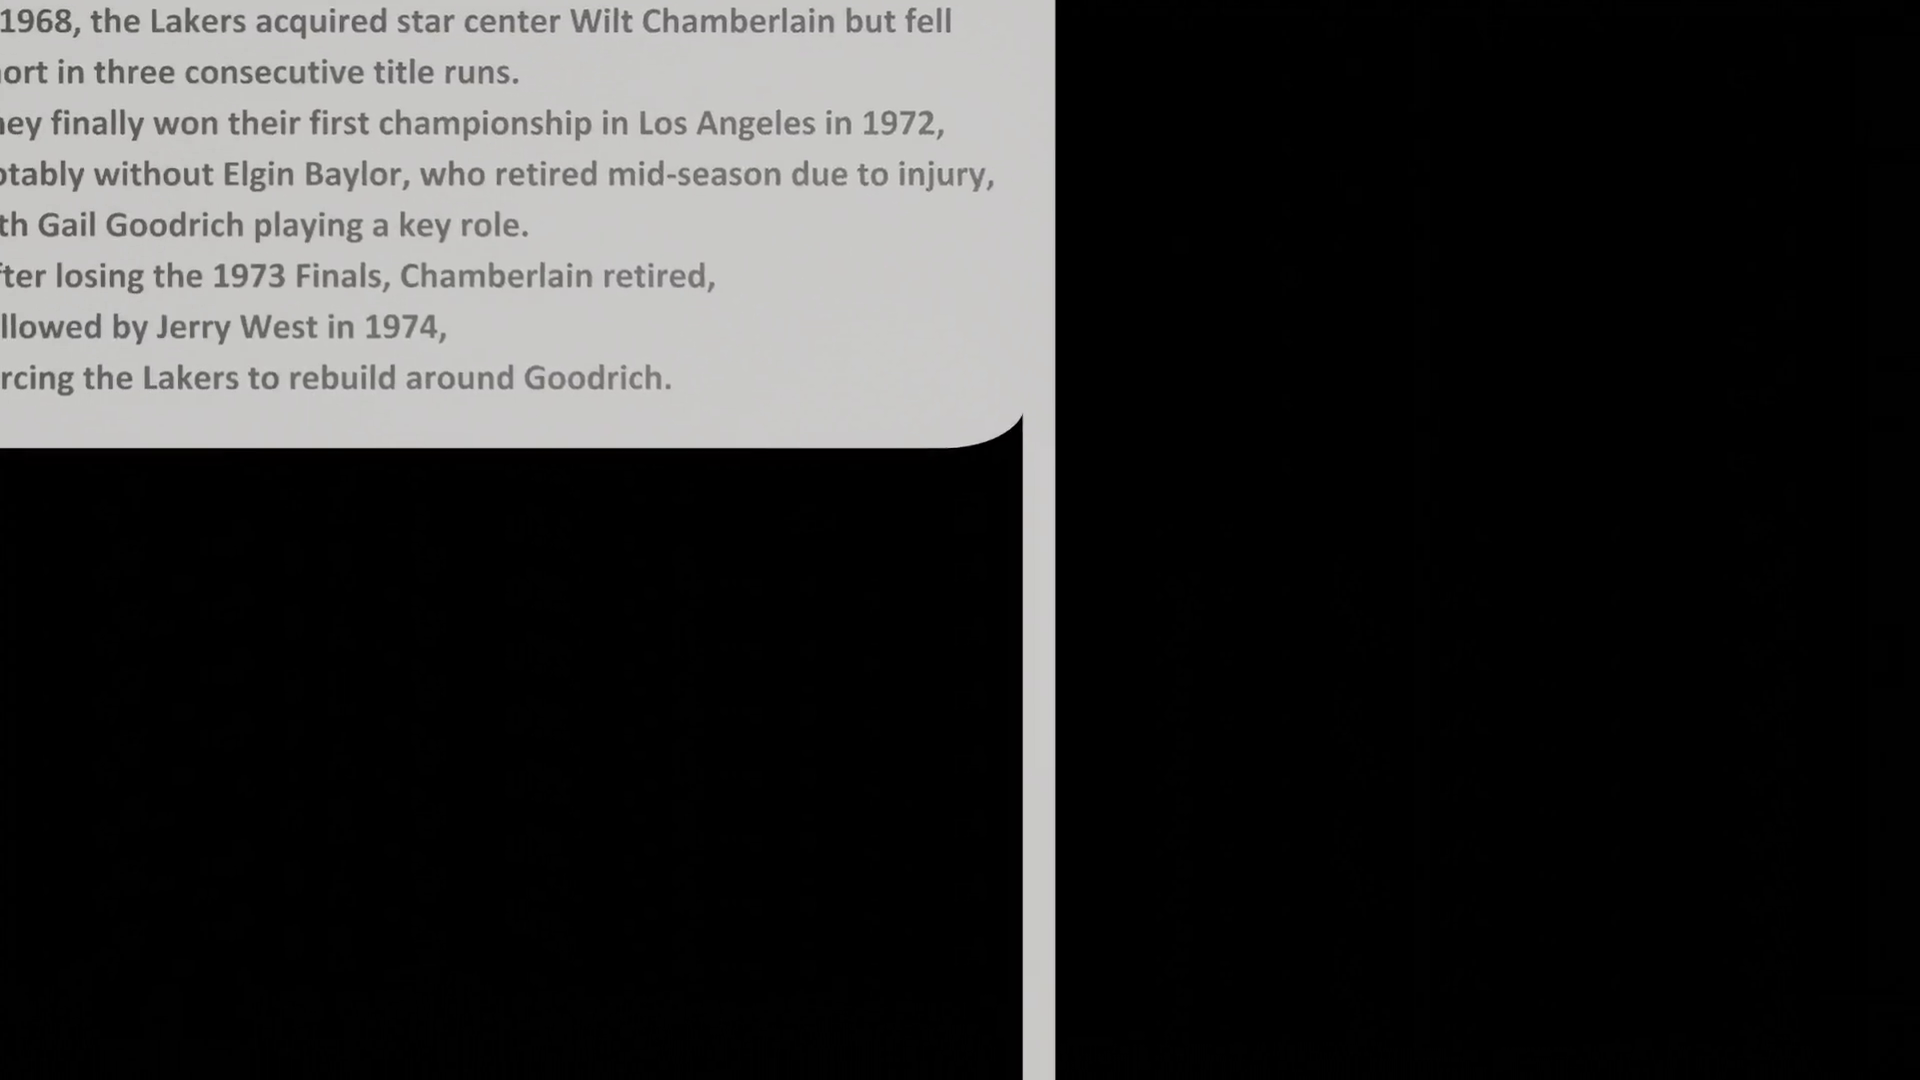 1968, the Lakers acquired star center Wilt Chamberlain but fell
ort in three consecutive title runs.
ey finally won their first championship in Los Angeles in 1972,
tably without Elgin Baylor, who retired mid-season due to injury,
th Gail Goodrich playing a key role.
ter losing the 1973 Finals, Chamberlain retired,
llowed by Jerry West in 1974,
rcing the Lakers to rebuild around Goodrich.